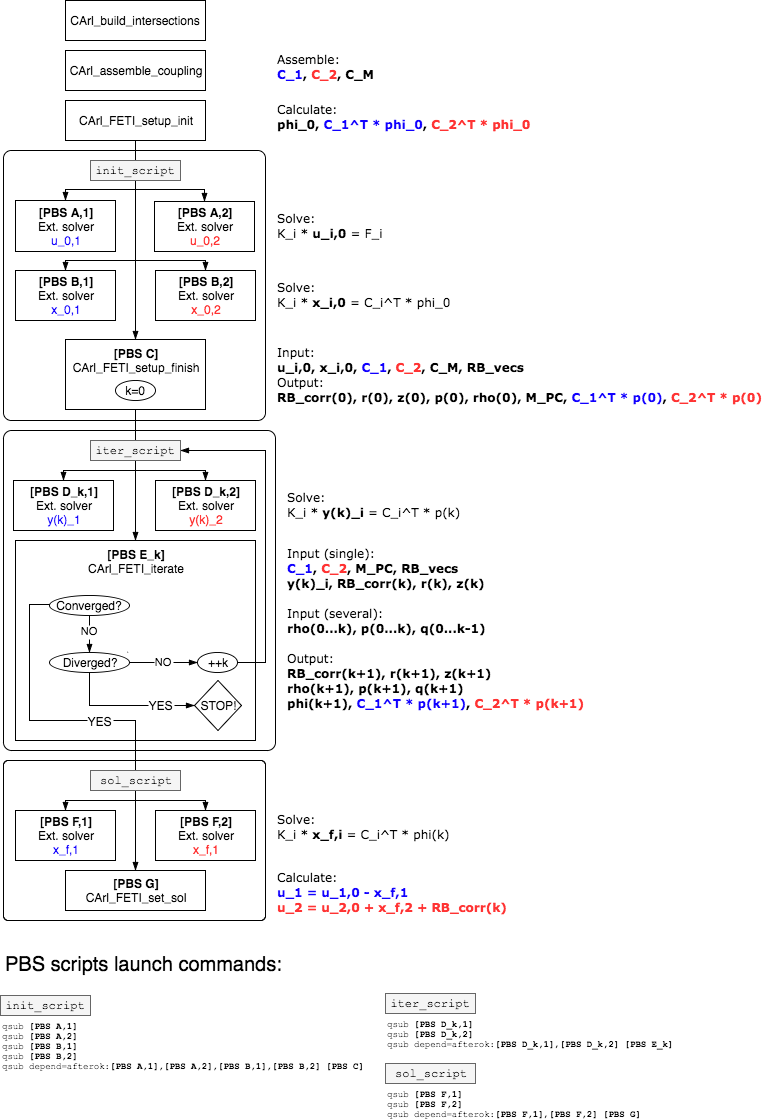 CArl_build_intersections
CArl_assemble_coupling
Assemble:
C_1, C_2, C_M
CArl_FETI_setup_init
Calculate:
phi_0, C_1^T * phi_0, C_2^T * phi_0
init_script
[PBS A,1]
Ext. solver
u_0,1
[PBS A,2]
Ext. solver
u_0,2
Solve:
K_i * u_i,0 = F_i
[PBS B,1]
Ext. solver
x_0,1
[PBS B,2]
Ext. solver
x_0,2
Solve:
K_i * x_i,0 = C_i^T * phi_0
[PBS C]
CArl_FETI_setup_finish
k=0
Input:
u_i,0, x_i,0, C_1, C_2, C_M, RB_vecs
Output:
RB_corr(0), r(0), z(0), p(0), rho(0), M_PC, C_1^T * p(0), C_2^T * p(0)
iter_script
[PBS D_k,1]
Ext. solver
y(k)_1
[PBS D_k,2]
Ext. solver
y(k)_2
Solve:
K_i * y(k)_i = C_i^T * p(k)
[PBS E_k]
CArl_FETI_iterate
Converged?
NO
Diverged?
NO
++k
YES
STOP!
YES
Input (single):
C_1, C_2, M_PC, RB_vecs
y(k)_i, RB_corr(k), r(k), z(k)
Input (several):
rho(0...k), p(0...k), q(0...k-1)
Output:
RB_corr(k+1), r(k+1), z(k+1)
rho(k+1), p(k+1), q(k+1)
phi(k+1), C_1^T * p(k+1), C_2^T * p(k+1)
sol_script
[PBS F,1]
Ext. solver
x_f,1
[PBS F,2]
Ext. solver
x_f,1
Solve:
K_i * x_f,i = C_i^T * phi(k)
[PBS G]
CArl_FETI_set_sol
Calculate:
u_1 = u_1,0 - x_f,1
u_2 = u_2,0 + x_f,2 + RB_corr(k)
PBS scripts launch commands:
init_script
qsub [PBS A,1]
qsub [PBS A,2]
qsub [PBS B,1]
qsub [PBS B,2]
qsub depend=afterok:[PBS A,1],[PBS A,2],[PBS B,1],[PBS B,2] [PBS C]
iter_script
qsub [PBS D_k,1]
qsub [PBS D_k,2]
qsub depend=afterok:[PBS D_k,1],[PBS D_k,2] [PBS E_k]
sol_script
qsub [PBS F,1]
qsub [PBS F,2]
qsub depend=afterok:[PBS F,1],[PBS F,2] [PBS G]